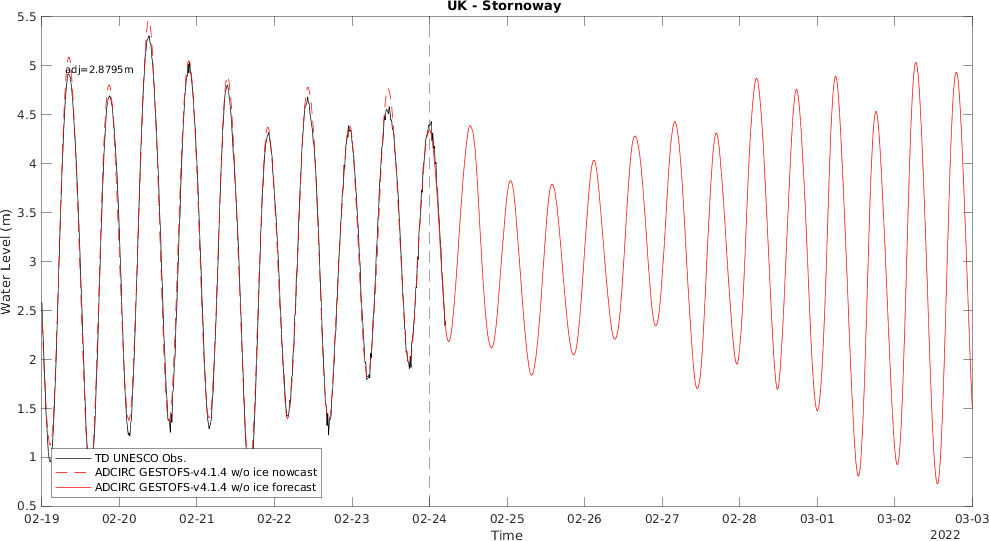 UK - Stornoway
5.5
5
4.5
4
3.5
3
2.5
2
1.5
1
0.5
Water Level (m)
adj=2.8795m
TD UNESCO Obs.
ADCIRC GESTOFS-v4.1.4 w/o ice nowcast
ADCIRC GESTOFS-v4.1.4 w/o ice forecast
02-19 02-20 02-21 02-22 02-23 02-24 02-25 02-26 02-27 02-28 03-01 03-02 03-03
Time
2022